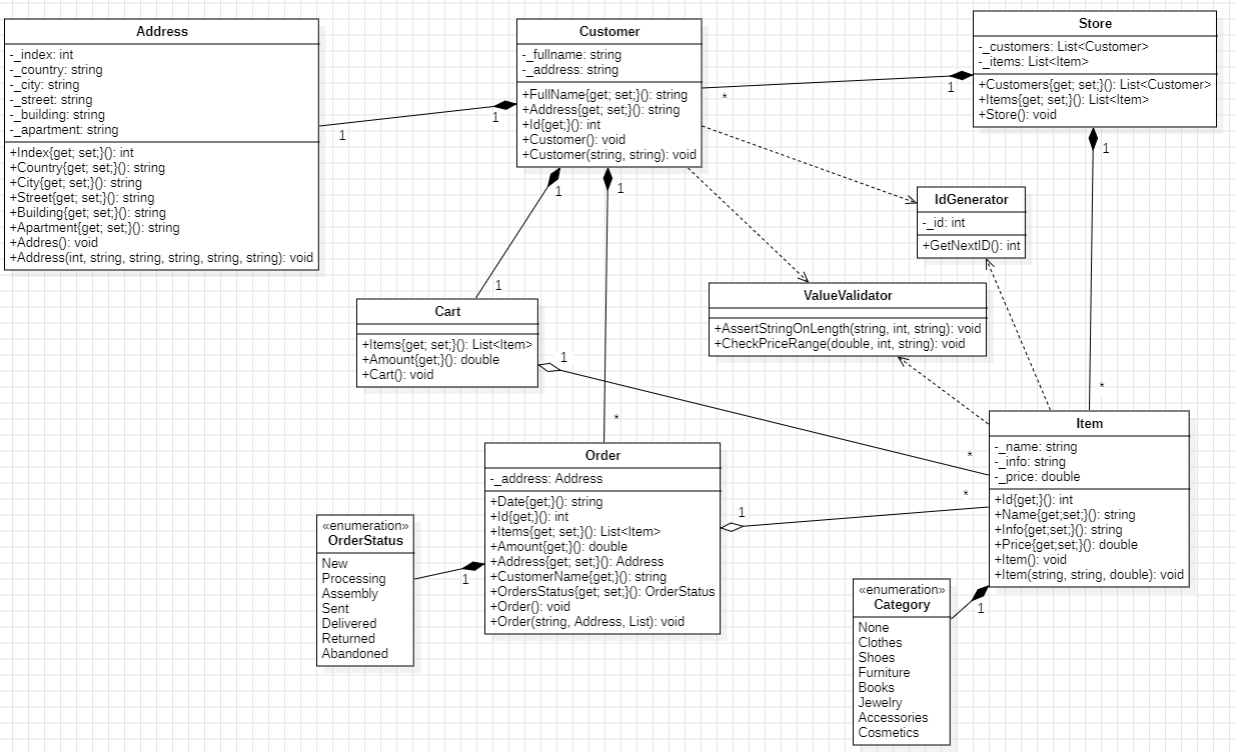 Address
-_index: int
-_country: string
-_city: string
-_street: string
-_building: string
-_apartment: string
+Index{get; set;}(): int
+Country{get; set;}(): string
+City{get; set;}(): string
+Street{get; set;}(): string
+Building{get; set;}(): string
+Apartment{get; set;}(): string
+Addres(): void
+Address(int, string, string, string, string, string): void
1
1
Customer
-_fullname: string
-_address: string
+FullName{get; set;}(): string
+Address{get; set;}(): string
+Id{get;}(): int
+Customer(): void
+Customer(string, string): void
*
1
Store
-_customers: List<Customer>
-_items: List<Item>
+Customers{get; set;}(): List<Customer>
+Items{get; set;}(): List<Item>
+Store(): void
1
1
1
IdGenerator
-_id: int
+GetNextID(): int
1
ValueValidator
+AssertStringOnLength(string, int, string): void
+CheckPriceRange(double, int, string): void
Cart
+Items{get; set;}(): List<Item>
+Amount{get;}(): double
+Cart(): void
1
*
*
*
Item
-_name: string
-_info: string
-_price: double
+Id{get;}(): int
+Name{get;set;}(): string
+Info{get;set;}(): string
+Price{get;set;}(): double
+Item(): void
+Item(string, string, double): void
Order
-_address: Address
+Date{get;}(): string
+Id{get;}(): int
+Items{get; set;}(): List<Item>
+Amount{get;}(): double
+Address{get; set;}(): Address
+CustomerName{get;}(): string
+OrdersStatus{get; set;}(): OrderStatus
+Order(): void
+Order(string, Address, List): void
1
*
1
«enumeration»
OrderStatus
New
Processing
Assembly
Sent
Delivered
Returned
Abandoned
1
«enumeration»
Category
None
Clothes
Shoes
Furniture
Books
Jewelry
Accessories
Cosmetics